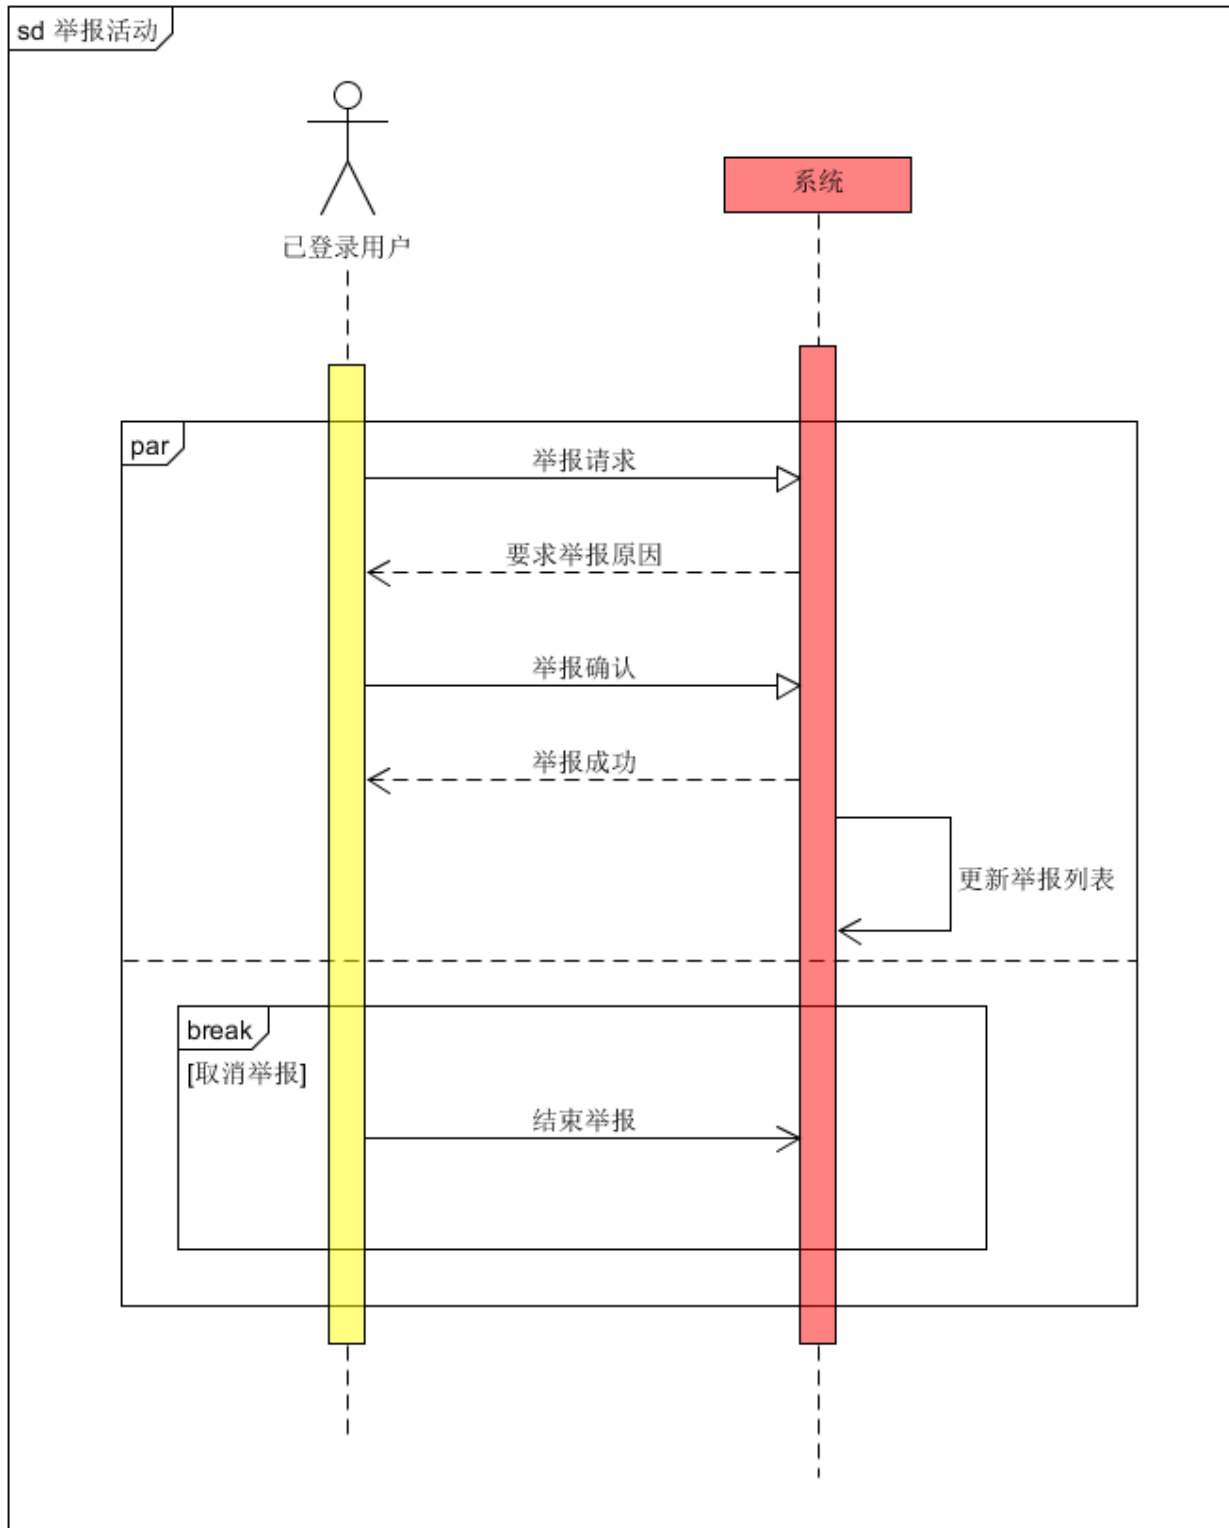 sd 举报活动
系统
已登录用户
par
举报请求
要求举报原因
举报确认
举报成功
更新举报列表
break
[取消举报]
结束举报